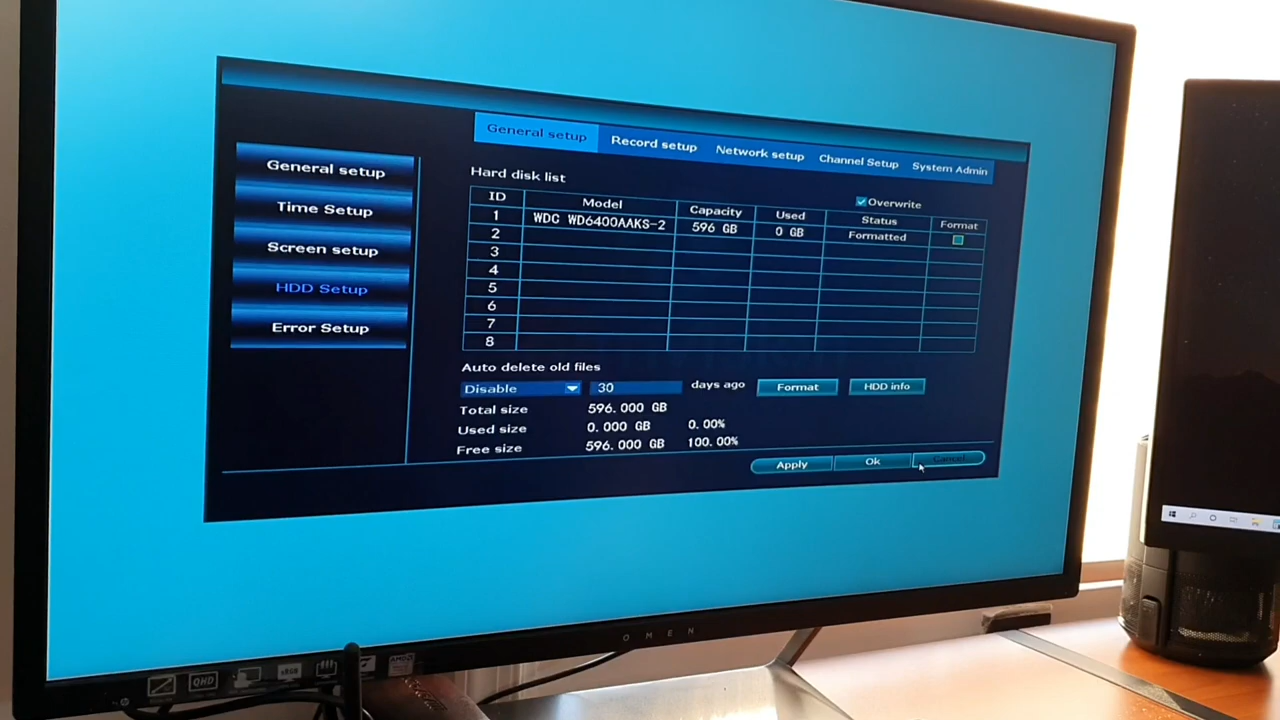 General setup Record setup Network setup Channel Setup System Admin
General setup
Time Setup
Screen setup
HDD Setup
Error Setup
Hard disk list
Overwrite
ID Model Capacity Used Status Format
1 WDC WD6400AAKS-2 596 GB 0 GB Formatted
2
3
4
5
6
7
8
Auto delete old files
Disable 30 days ago Format HDD info
Total size 596.000 GB
Used size 0.000 GB 0.00%
Free size 596.000 GB 100.00%
Apply Ok Cancel
OMEN
QHD